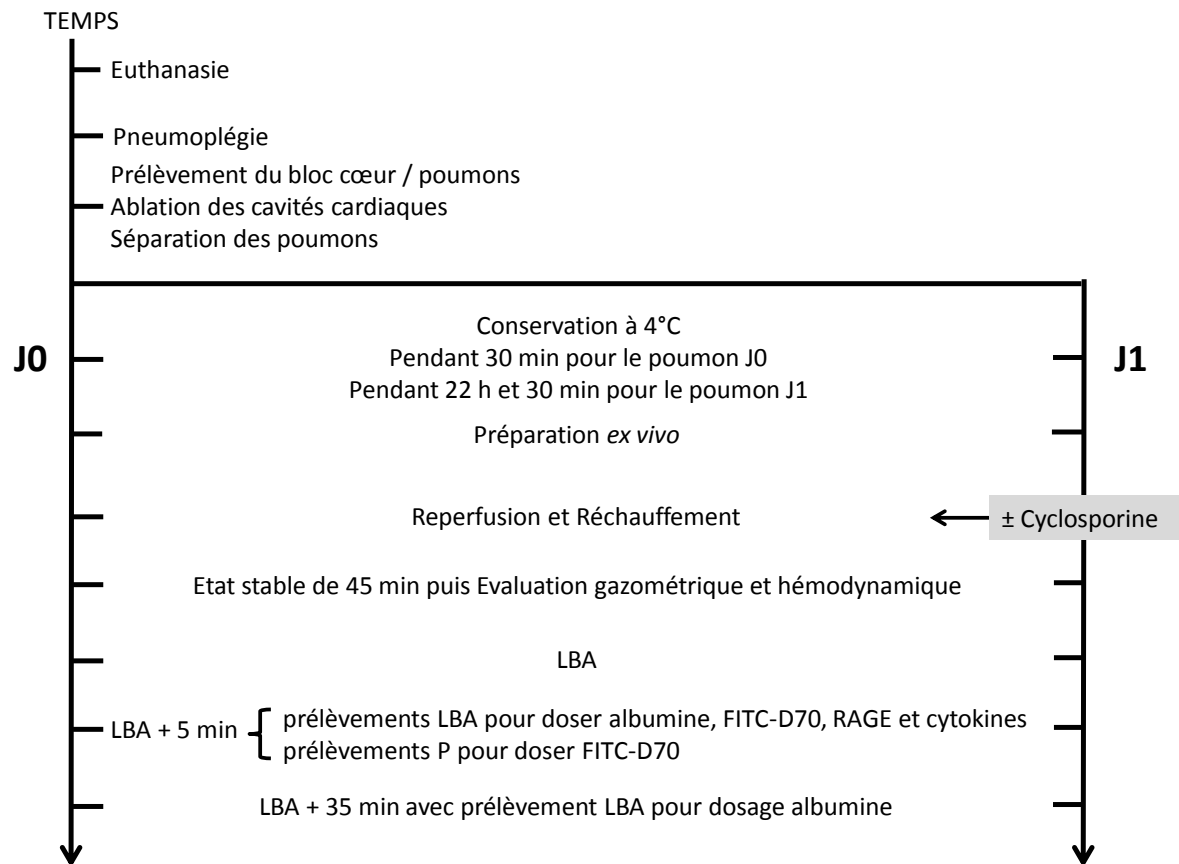 TEMPS
Euthanasie
Pneumoplégie
Prélèvement du bloc cœur / poumons
Ablation des cavités cardiaques
Séparation des poumons
J0
J1
Conservation à 4°C
Pendant 30 min pour le poumon J0
Pendant 22 h et 30 min pour le poumon J1
Préparation ex vivo
Reperfusion et Réchauffement
± Cyclosporine
Etat stable de 45 min puis Evaluation gazométrique et hémodynamique
LBA
LBA + 5 min
prélèvements LBA pour doser albumine, FITC-D70, RAGE et cytokines
prélèvements P pour doser FITC-D70
LBA + 35 min avec prélèvement LBA pour dosage albumine